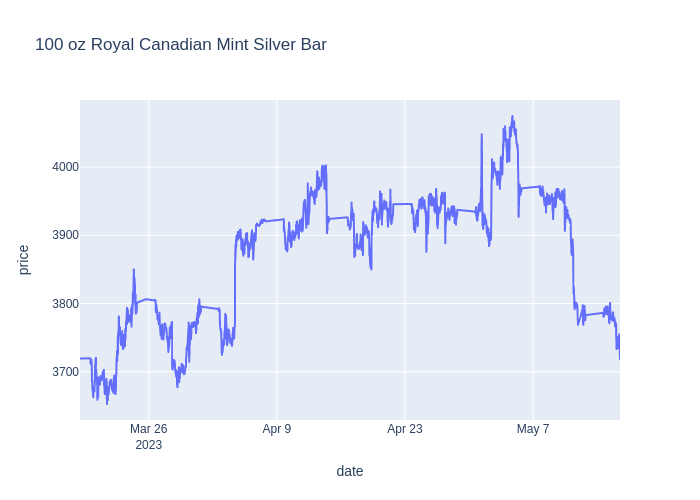 100 oz Royal Canadian Mint Silver Bar
4000
3900
3800
3700
price
Mar 26
2023
Apr 9
Apr 23
May 7
date